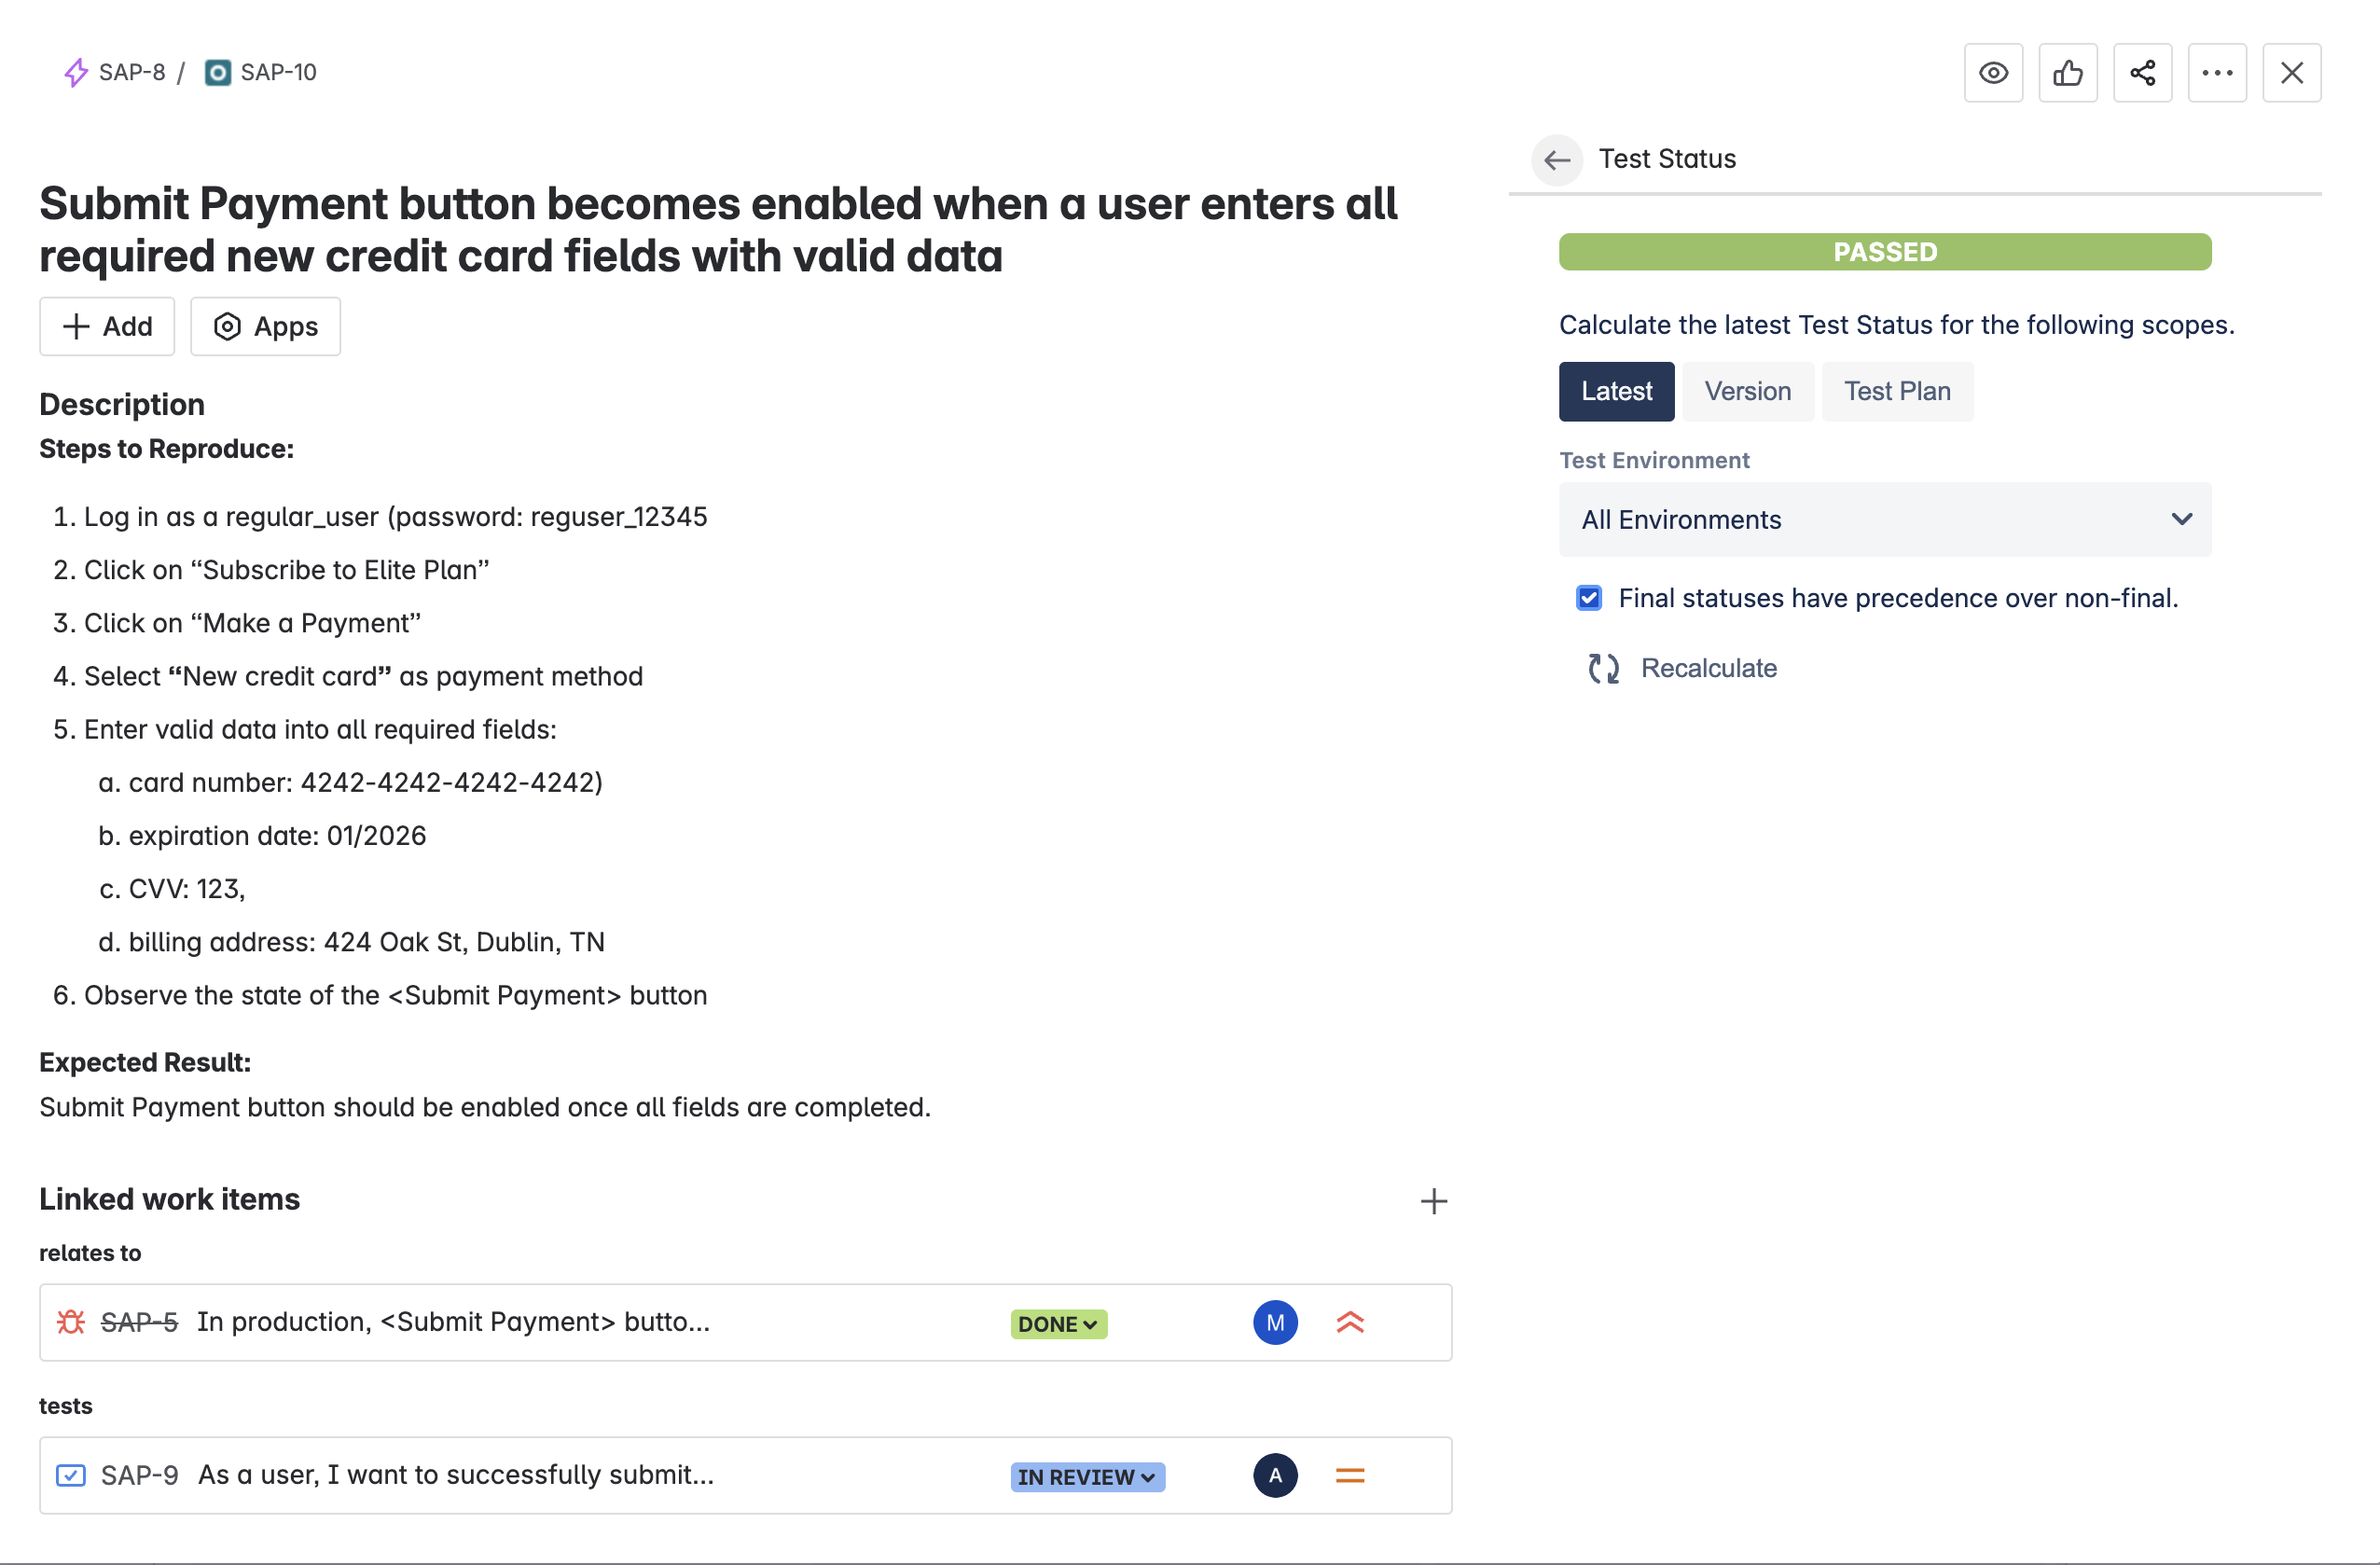 SAP-8 / SAP-10
Submit Payment button becomes enabled when a user enters all
required new credit card fields with valid data
Add
Apps
Description
Steps to Reproduce:
1. Log in as a regular_user (password: reguser_12345
2. Click on “Subscribe to Elite Plan”
3. Click on “Make a Payment”
4. Select “New credit card” as payment method
5. Enter valid data into all required fields:
a. card number: 4242-4242-4242-4242)
b. expiration date: 01/2026
c. CVV: 123,
d. billing address: 424 Oak St, Dublin, TN
6. Observe the state of the <Submit Payment> button
Expected Result:
Submit Payment button should be enabled once all fields are completed.
Linked work items
relates to
SAP-5 In production, <Submit Payment> butto... DONE M
tests
SAP-9 As a user, I want to successfully submit... IN REVIEW A
Test Status
PASSED
Calculate the latest Test Status for the following scopes.
Latest Version Test Plan
Test Environment
All Environments
Final statuses have precedence over non-final.
Recalculate